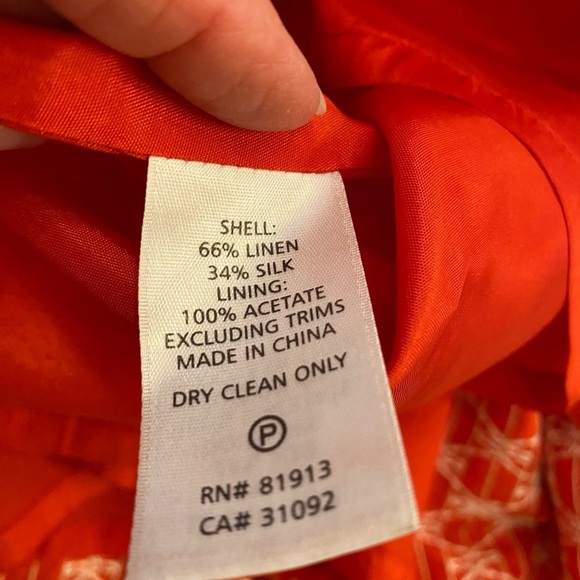 SHELL:
66% LINEN
34% SILK
LINING:
100% ACETATE
EXCLUDING TRIMS
MADE IN CHINA
DRY CLEAN ONLY
P
RN# 81913
CA# 31092